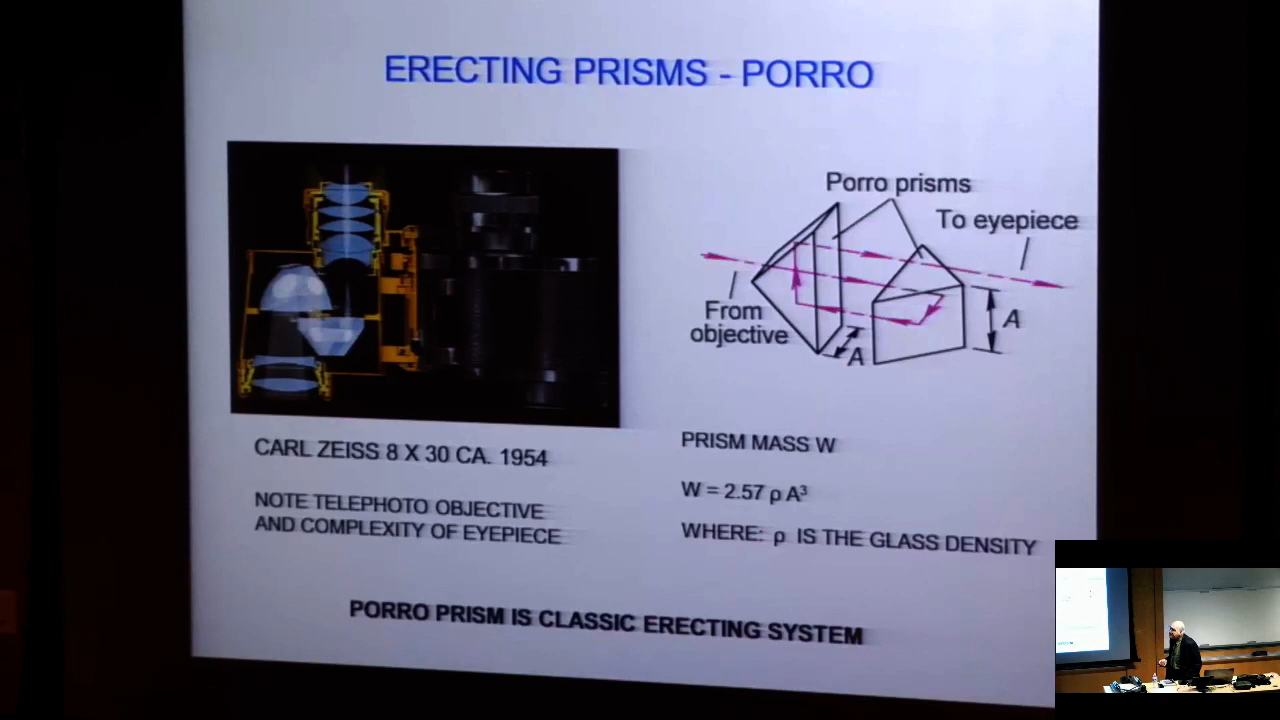 ERECTING PRISMS - PORRO
Porro prisms
To eyepiece
From
objective
A
A
CARL ZEISS 8 X 30 CA. 1954
NOTE TELEPHOTO OBJECTIVE
AND COMPLEXITY OF EYEPIECE
PRISM MASS W
W = 2.57 ρ A³
WHERE: ρ IS THE GLASS DENSITY
PORRO PRISM IS CLASSIC ERECTING SYSTEM